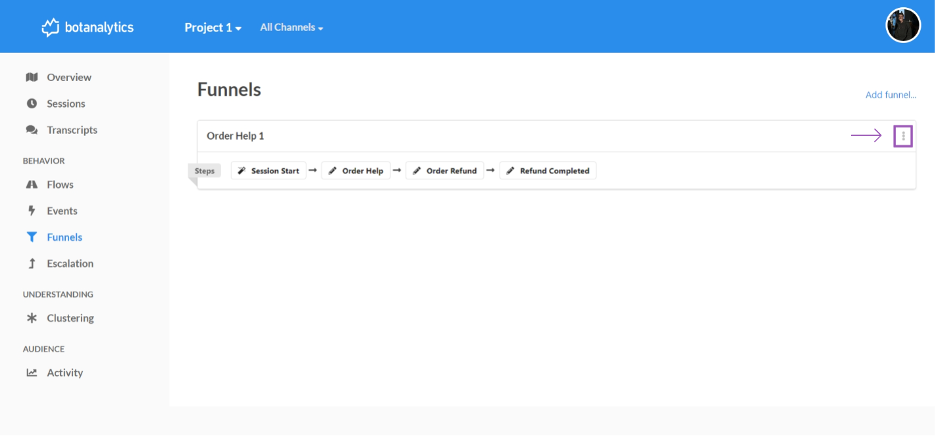 botanalytics
Project 1
All Channels
Overview
Sessions
Transcripts
BEHAVIOR
Flows
Events
Funnels
Escalation
UNDERSTANDING
Clustering
AUDIENCE
Activity
Funnels
Add funnel...
Order Help 1
Steps Session Start Order Help Order Refund Refund Completed